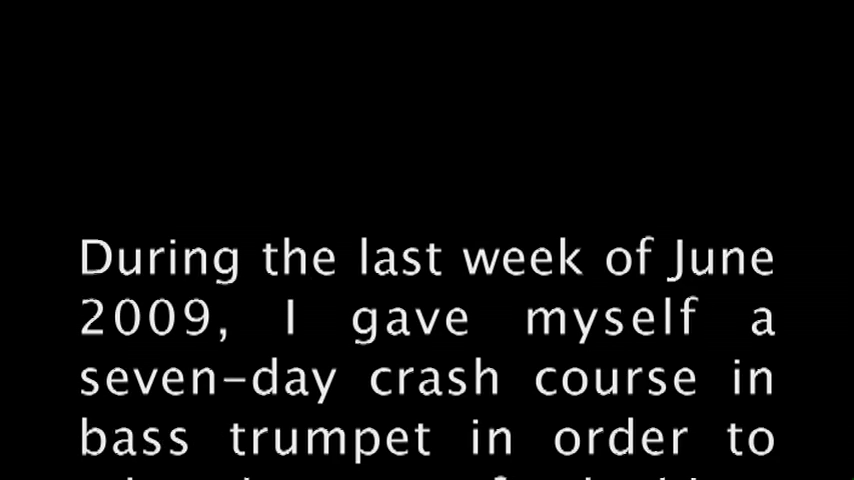 During the last week of June
2009, I gave myself a
seven-day crash course in
bass trumpet in order to